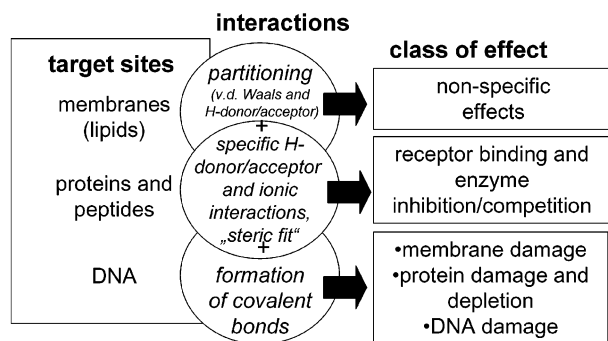 interactions
target sites
membranes
(lipids)
proteins and
peptides
DNA
partitioning
(v.d. Waals and
H-donor/acceptor)
+
specific H-
donor/acceptor
and ionic
interactions,
„steric fit“
+
formation
of covalent
bonds
class of effect
non-specific
effects
receptor binding and
enzyme
inhibition/competition
•membrane damage
•protein damage and
depletion
•DNA damage